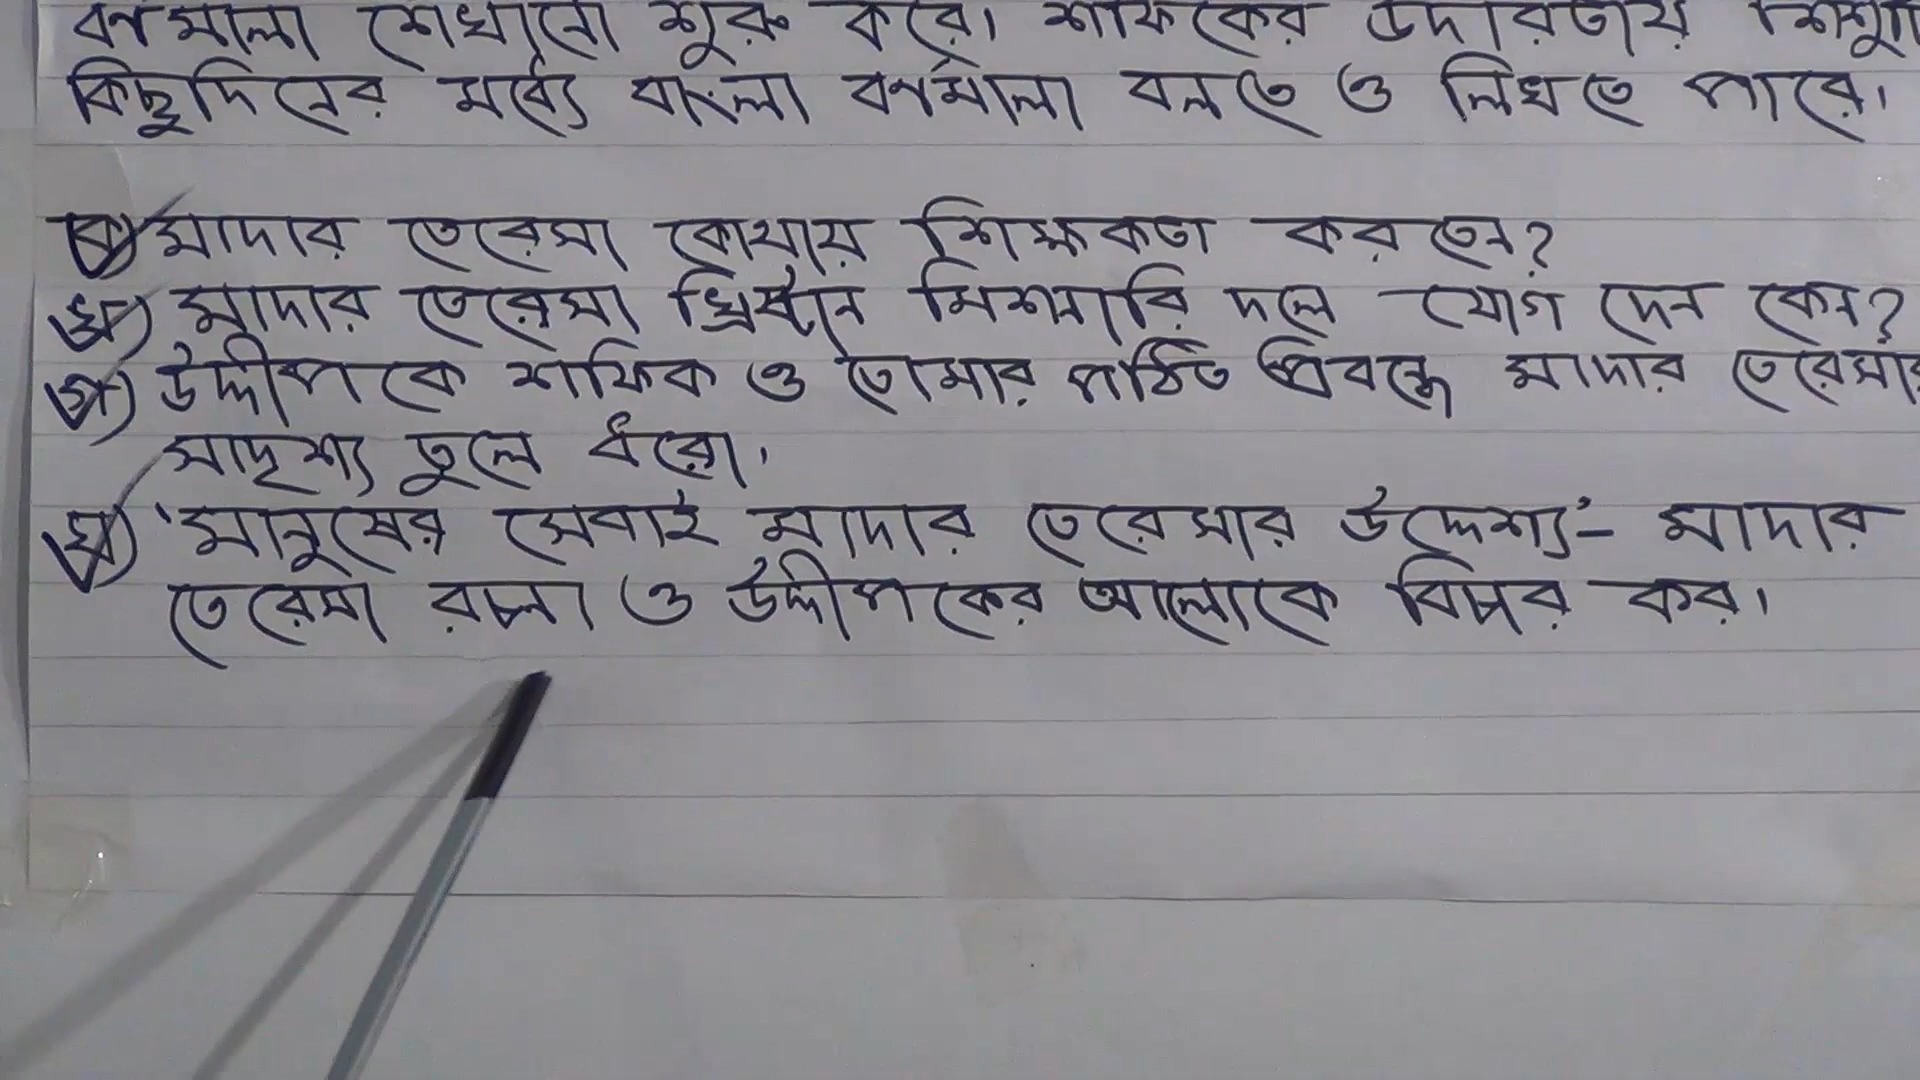 বর্ণমালা শেখানো শুরু করে। শফিকের উদারতায়
কিছুদিনের মধ্যে বাংলা বর্ণমালা বলতে ও লিখতে পারে।
ক) মাদার তেরেসা কোথায় শিক্ষকতা করতেন?
খ) মাদার তেরেসা খ্রিষ্টান মিশনারি দলে যোগ দেন কেন?
গ) উদ্দীপকে শফিক ও তোমার পঠিত প্রবন্ধে মাদার তেরেসার
সাদৃশ্য তুলে ধরো।
ঘ) 'মানুষের সেবাই মাদার তেরেসার উদ্দেশ্য'- মাদার
তেরেসা রচনা ও উদ্দীপকের আলোকে বিচার কর।